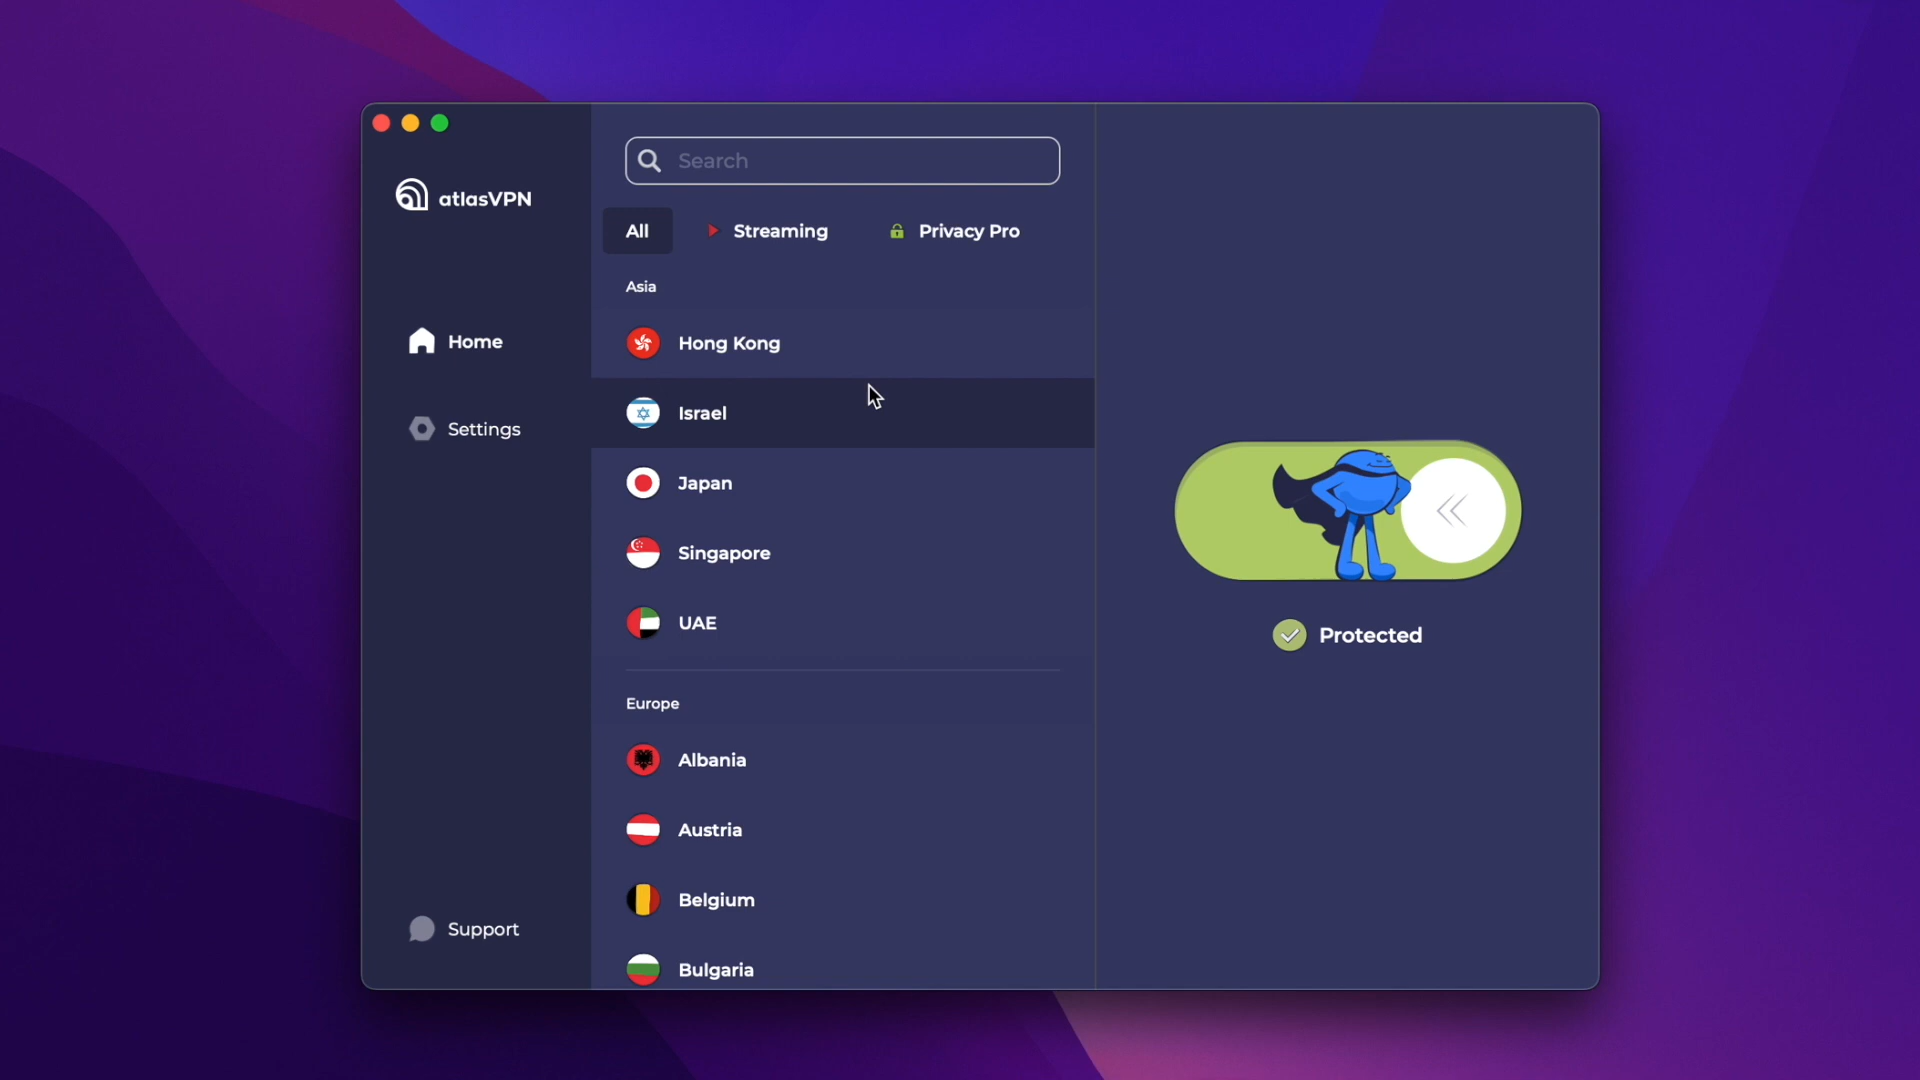 atlasVPN
Home
Settings
Support
Search
All
Streaming
Privacy Pro
Asia
Hong Kong
Israel
Japan
Singapore
UAE
Europe
Albania
Austria
Belgium
Bulgaria
Protected